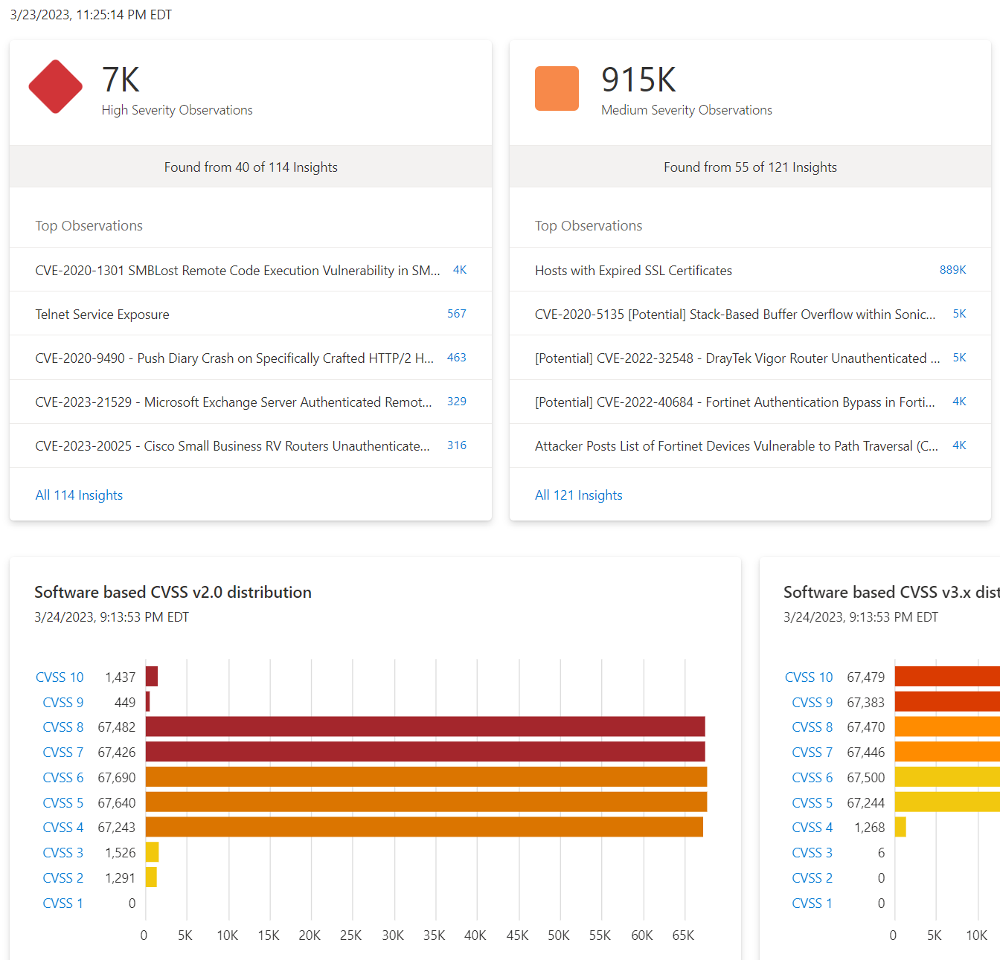 3/23/2023, 11:25:14 PM EDT
7K
High Severity Observations
Found from 40 of 114 Insights
Top Observations
CVE-2020-1301 SMBLost Remote Code Execution Vulnerability in SM... 4K
Telnet Service Exposure 567
CVE-2020-9490 - Push Diary Crash on Specifically Crafted HTTP/2 H... 463
CVE-2023-21529 - Microsoft Exchange Server Authenticated Remot... 329
CVE-2023-20025 - Cisco Small Business RV Routers Unauthenticate... 316
All 114 Insights
915K
Medium Severity Observations
Found from 55 of 121 Insights
Top Observations
Hosts with Expired SSL Certificates 889K
CVE-2020-5135 [Potential] Stack-Based Buffer Overflow within Sonic... 5K
[Potential] CVE-2022-32548 - DrayTek Vigor Router Unauthenticated ... 5K
[Potential] CVE-2022-40684 - Fortinet Authentication Bypass in Forti... 4K
Attacker Posts List of Fortinet Devices Vulnerable to Path Traversal (C... 4K
All 121 Insights
Software based CVSS v2.0 distribution
3/24/2023, 9:13:53 PM EDT
CVSS 10 1,437
CVSS 9 449
CVSS 8 67,482
CVSS 7 67,426
CVSS 6 67,690
CVSS 5 67,640
CVSS 4 67,243
CVSS 3 1,526
CVSS 2 1,291
CVSS 1 0
0 5K 10K 15K 20K 25K 30K 35K 40K 45K 50K 55K 60K 65K
Software based CVSS v3.x dist
3/24/2023, 9:13:53 PM EDT
CVSS 10 67,479
CVSS 9 67,383
CVSS 8 67,470
CVSS 7 67,446
CVSS 6 67,500
CVSS 5 67,244
CVSS 4 1,268
CVSS 3 6
CVSS 2 0
CVSS 1 0
0 5K 10K